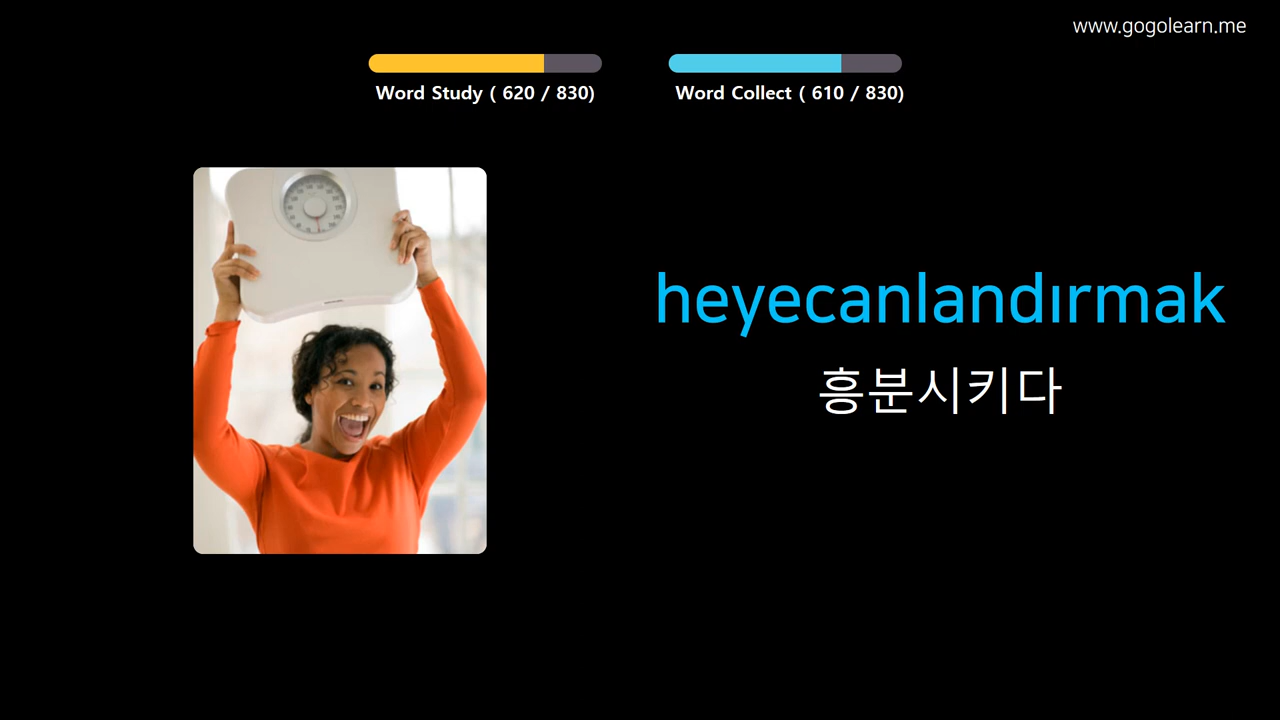 www.gogolearn.me
Word Study ( 620 / 830)
Word Collect ( 610 / 830)
heyecanlandırmak
흥분시키다